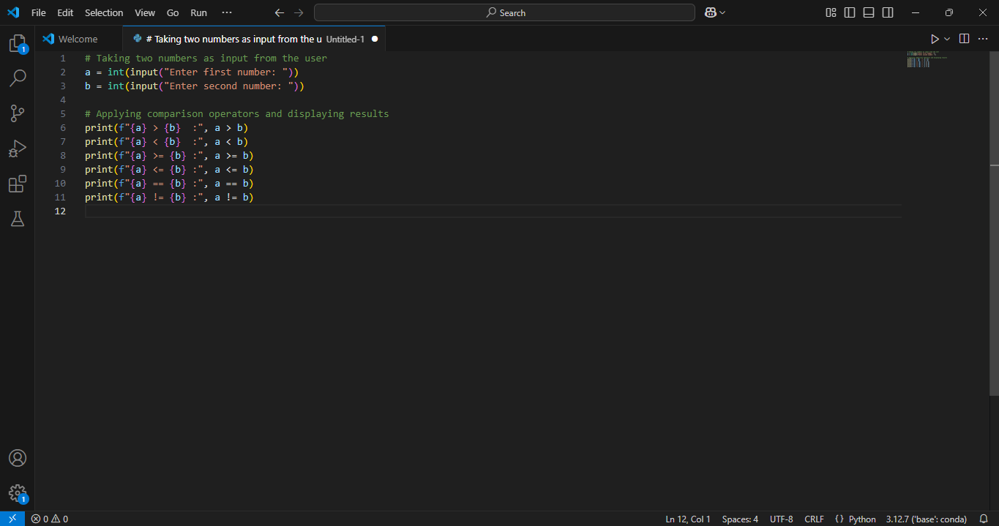 File Edit Selection View Go Run ··· Search
Welcome # Taking two numbers as input from the u Untitled-1
1 # Taking two numbers as input from the user
2 a = int(input("Enter first number: "))
3 b = int(input("Enter second number: "))
4
5 # Applying comparison operators and displaying results
6 print(f"{a} > {b}  :", a > b)
7 print(f"{a} < {b}  :", a < b)
8 print(f"{a} >= {b} :", a >= b)
9 print(f"{a} <= {b} :", a <= b)
10 print(f"{a} == {b} :", a == b)
11 print(f"{a} != {b} :", a != b)
12
1
1
0 0 Ln 12, Col 1 Spaces: 4 UTF-8 CRLF {} Python 3.12.7 ('base': conda)